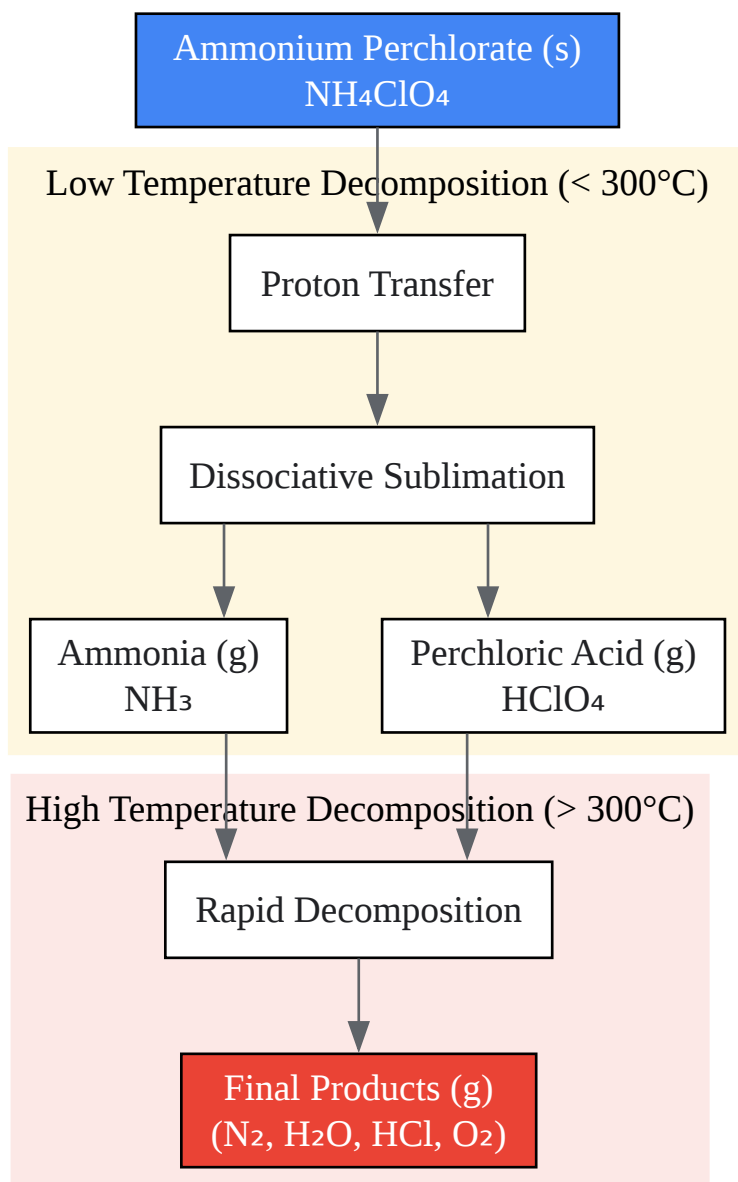 Ammonium Perchlorate (s)
NH₄ClO₄
Low Temperature Decomposition (< 300°C)
Proton Transfer
Dissociative Sublimation
Ammonia (g)
NH₃
Perchloric Acid (g)
HClO₄
High Temperature Decomposition (> 300°C)
Rapid Decomposition
Final Products (g)
(N₂, H₂O, HCl, O₂)